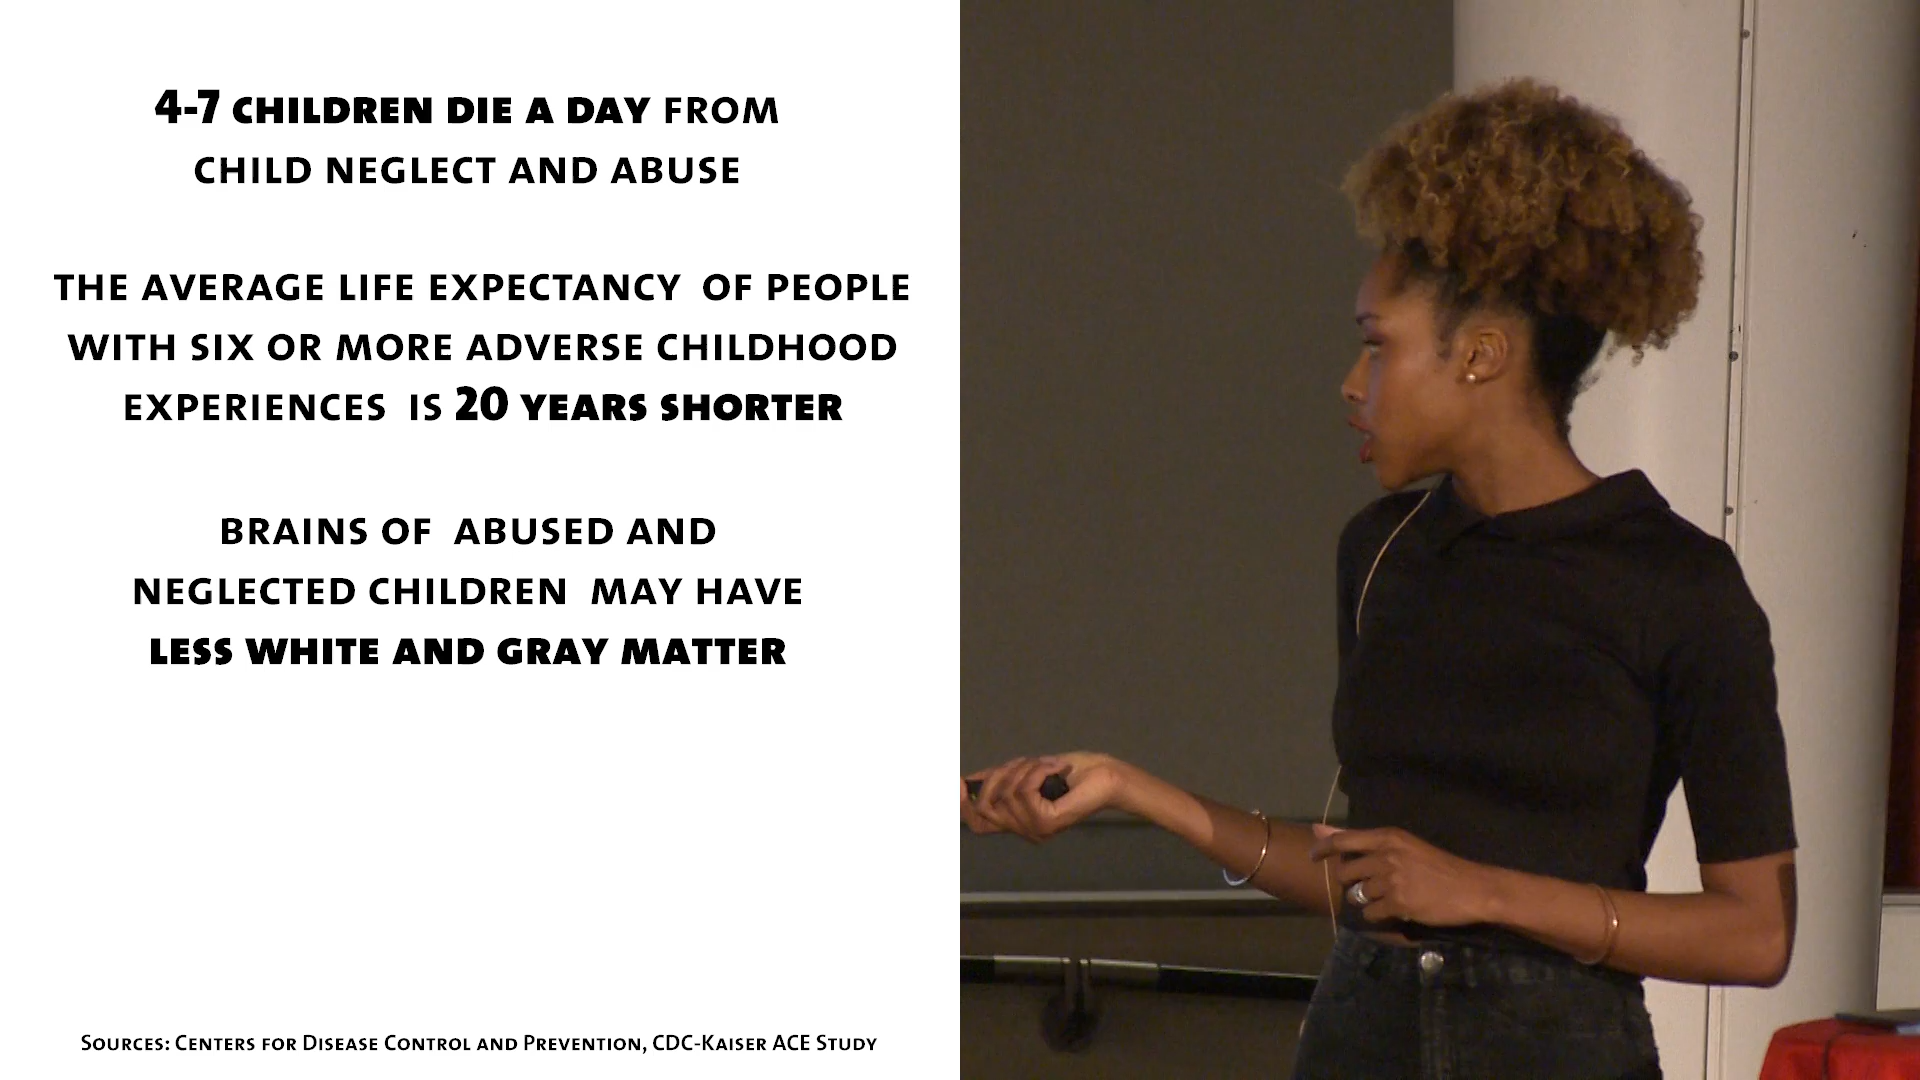 4-7 CHILDREN DIE A DAY FROM
CHILD NEGLECT AND ABUSE
THE AVERAGE LIFE EXPECTANCY OF PEOPLE
WITH SIX OR MORE ADVERSE CHILDHOOD
EXPERIENCES IS 20 YEARS SHORTER
BRAINS OF ABUSED AND
NEGLECTED CHILDREN MAY HAVE
LESS WHITE AND GRAY MATTER
SOURCES: CENTERS FOR DISEASE CONTROL AND PREVENTION, CDC-KAISER ACE STUDY